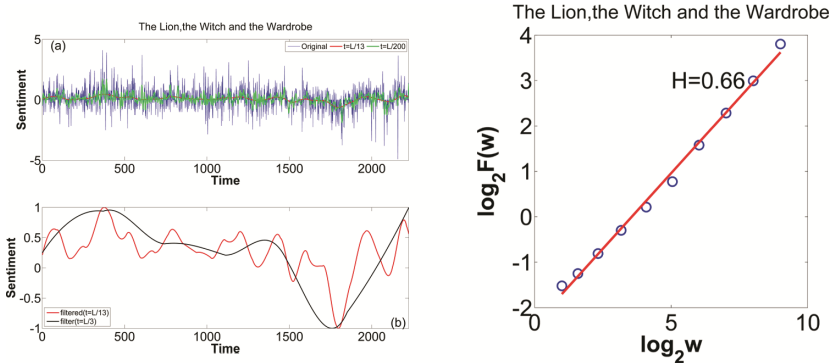 The Lion,the Witch and the Wardrobe
(a)
Original t=L/13 t=L/200
5
0
-5
Sentiment
0 500 1000 1500 2000
Time
1
0.5
0
-0.5
-1
Sentiment
filtered(t=L/13)
filter(t=L/3)
(b)
0 500 1000 1500 2000
Time
The Lion,the Witch and the Wardrobe
4
3
2
1
0
-1
-2
log2F(w)
H=0.66
0 5 10
log2w